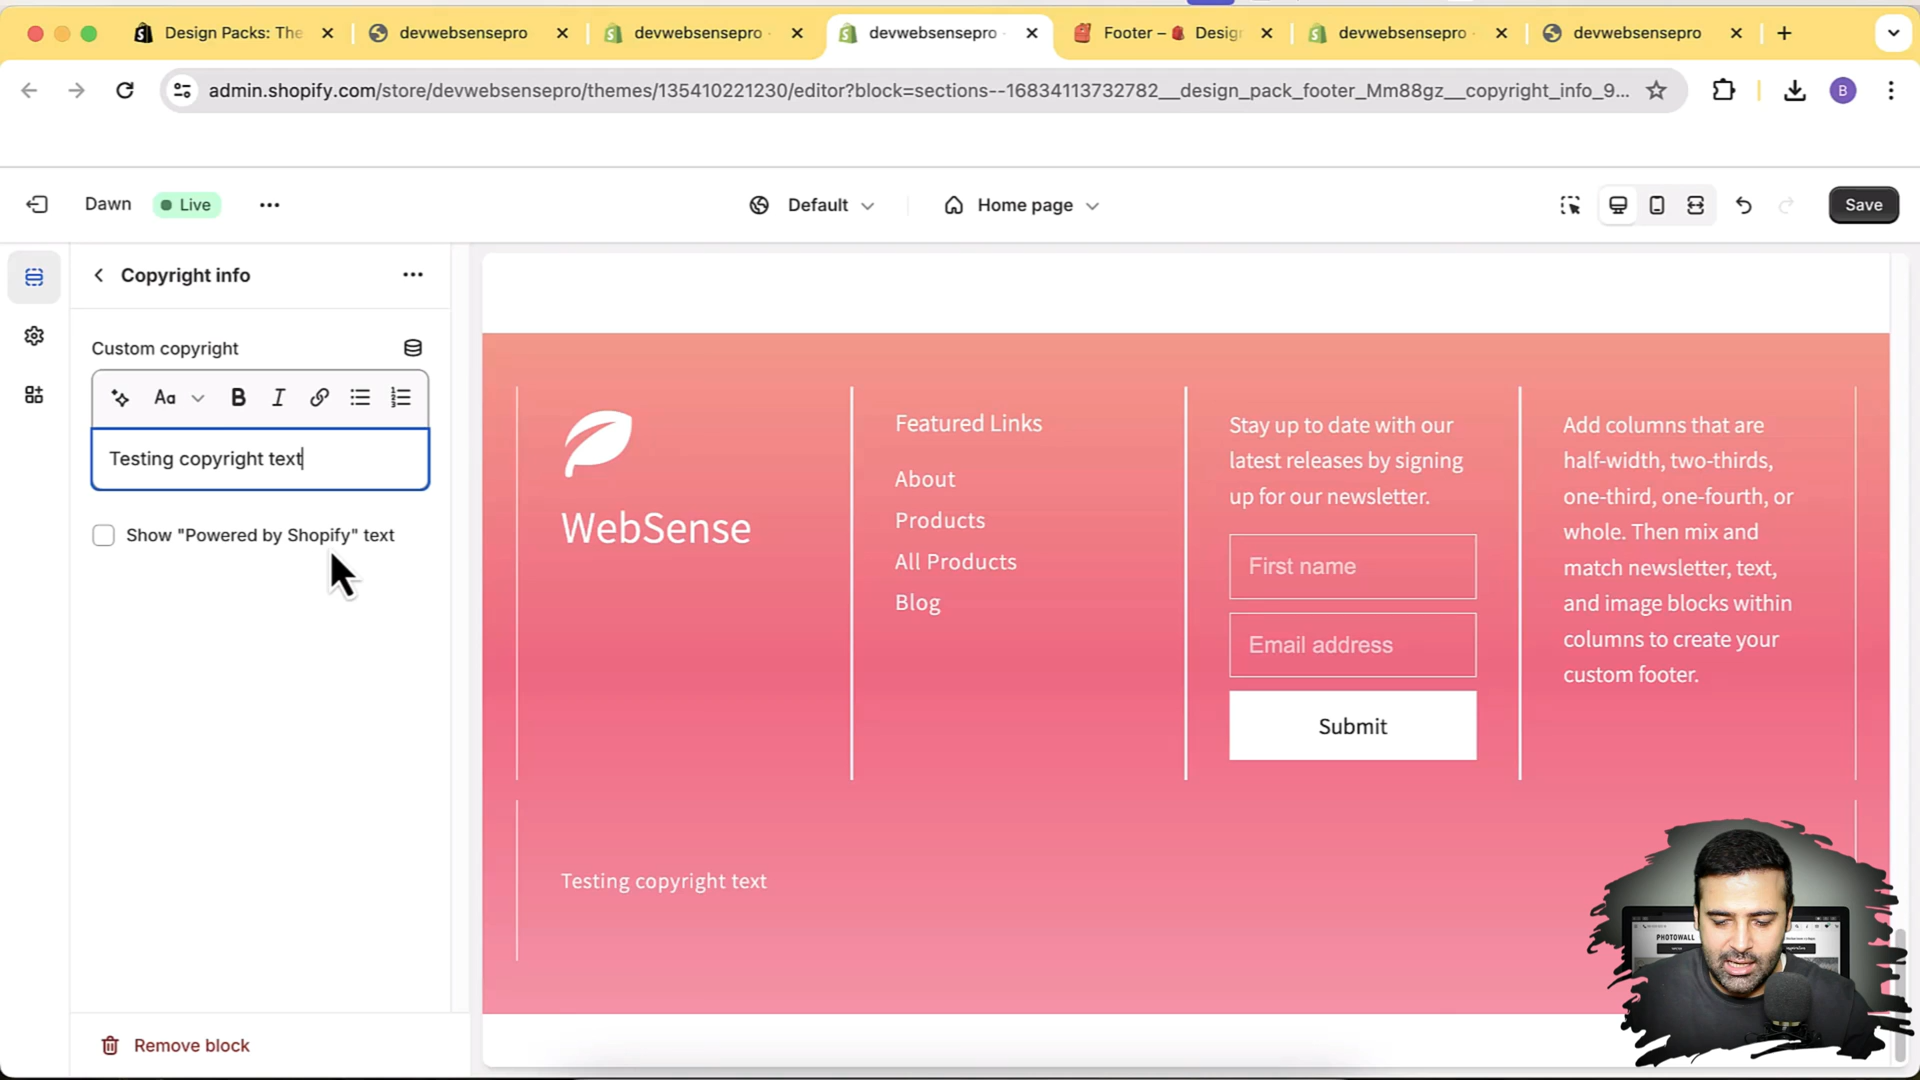 Design Packs: The
devwebsensepro
devwebsensepro ·
devwebsensepro ·
Footer – Design
devwebsensepro ·
devwebsensepro
admin.shopify.com/store/devwebsensepro/themes/135410221230/editor?block=sections--16834113732782__design_pack_footer_Mm88gz__copyright_info_9...
B
Dawn
Live
Default
Home page
Save
Copyright info
Custom copyright
Aa
B
I
Testing copyright text
Show "Powered by Shopify" text
Remove block
WebSense
Featured Links
About
Products
All Products
Blog
Stay up to date with our
latest releases by signing
up for our newsletter.
First name
Email address
Submit
Add columns that are
half-width, two-thirds,
one-third, one-fourth, or
whole. Then mix and
match newsletter, text,
and image blocks within
columns to create your
custom footer.
Testing copyright text
PHOTOWALL